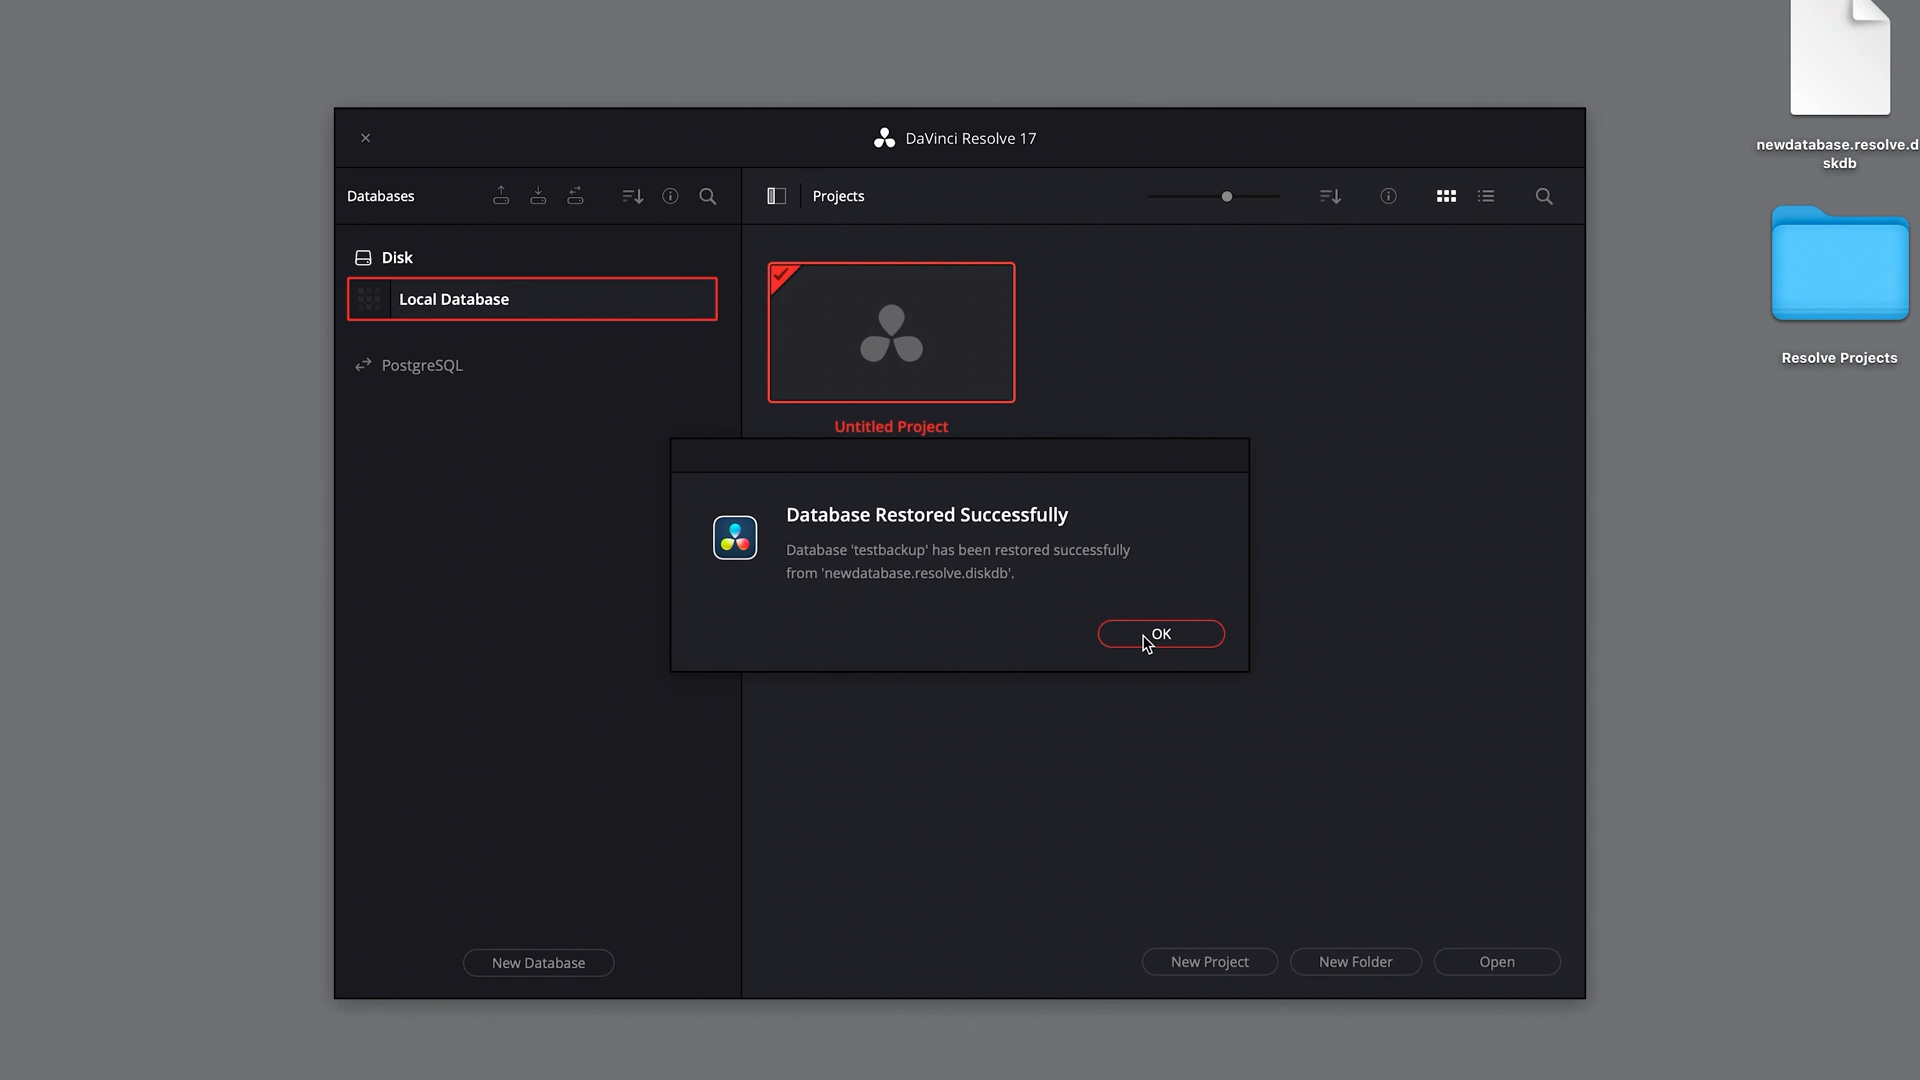 DaVinci Resolve 17
Databases
Projects
Disk
Local Database
PostgreSQL
Untitled Project
Database Restored Successfully
Database 'testbackup' has been restored successfully
from 'newdatabase.resolve.diskdb'.
OK
New Database
New Project
New Folder
Open
newdatabase.resolve.d
skdb
Resolve Projects